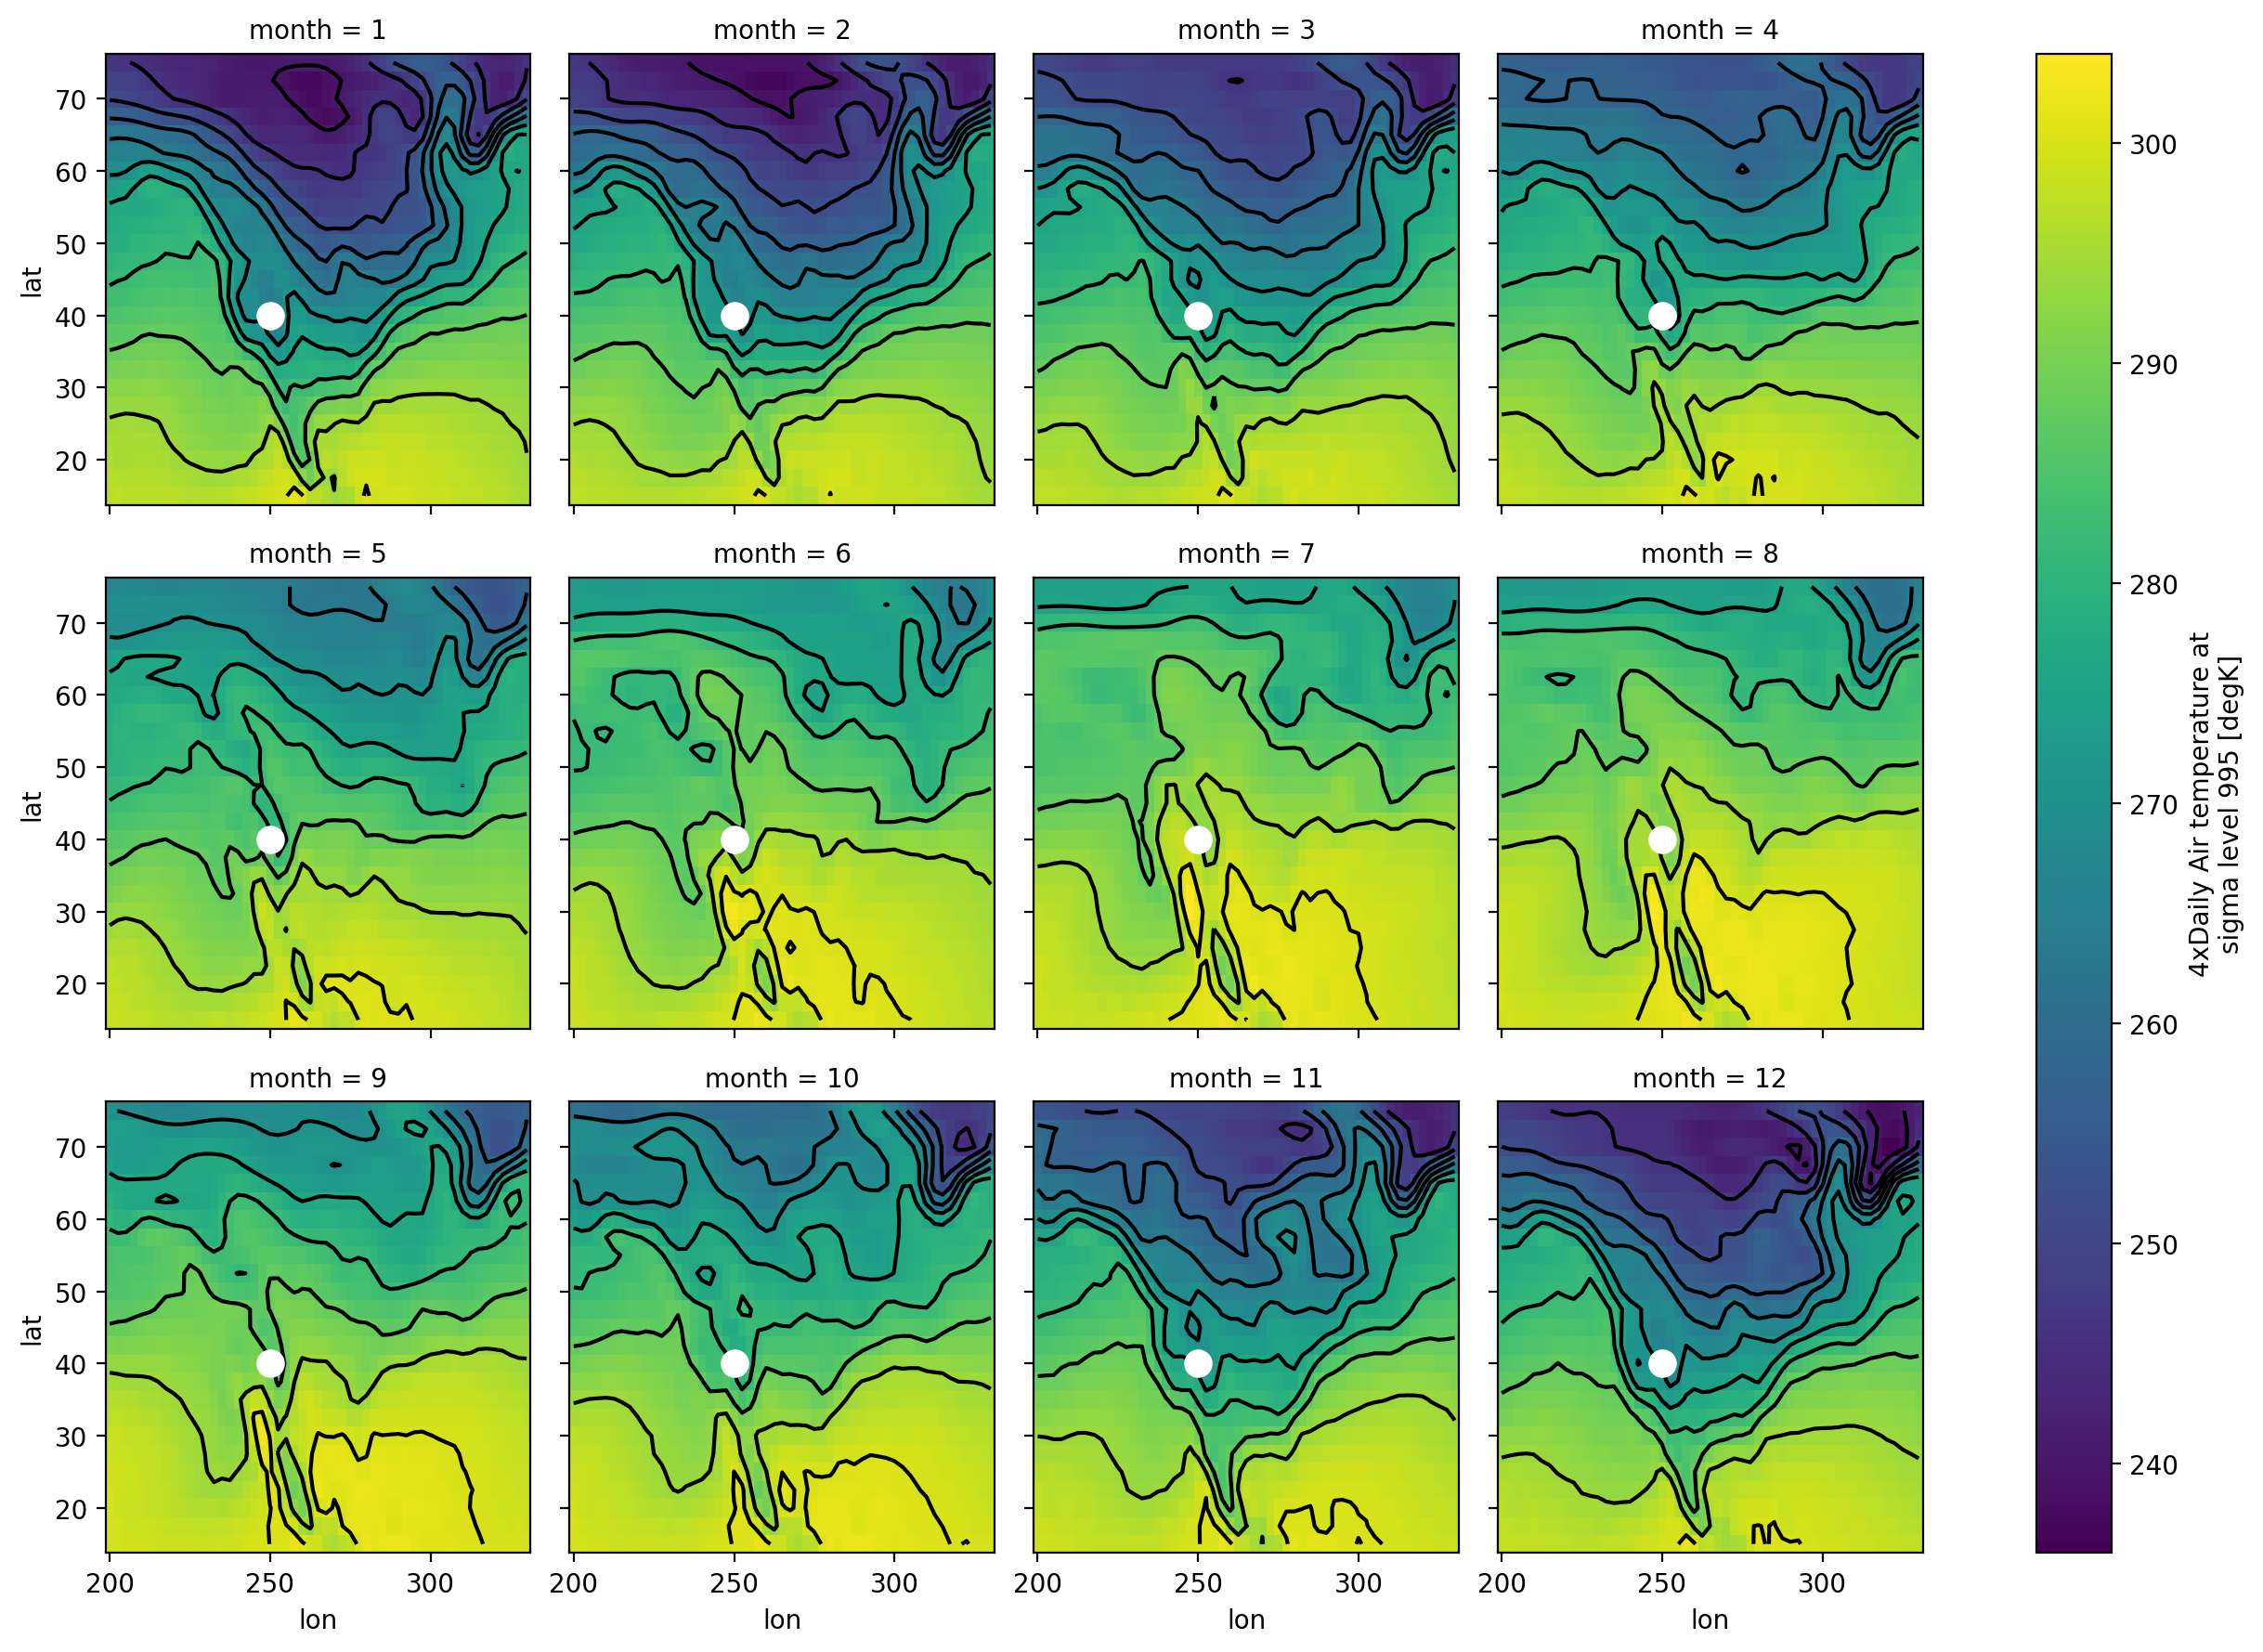 month = 1
month = 2
month = 3
month = 4
70
60
50
40
30
20
lat
month = 5
month = 6
month = 7
month = 8
70
60
50
40
30
20
lat
month = 9
month = 10
month = 11
month = 12
70
60
50
40
30
20
lat
200 250 300
200 250 300
200 250 300
200 250 300
lon
lon
lon
lon
300
290
280
270
260
250
240
4xDaily Air temperature at
sigma level 995 [degK]